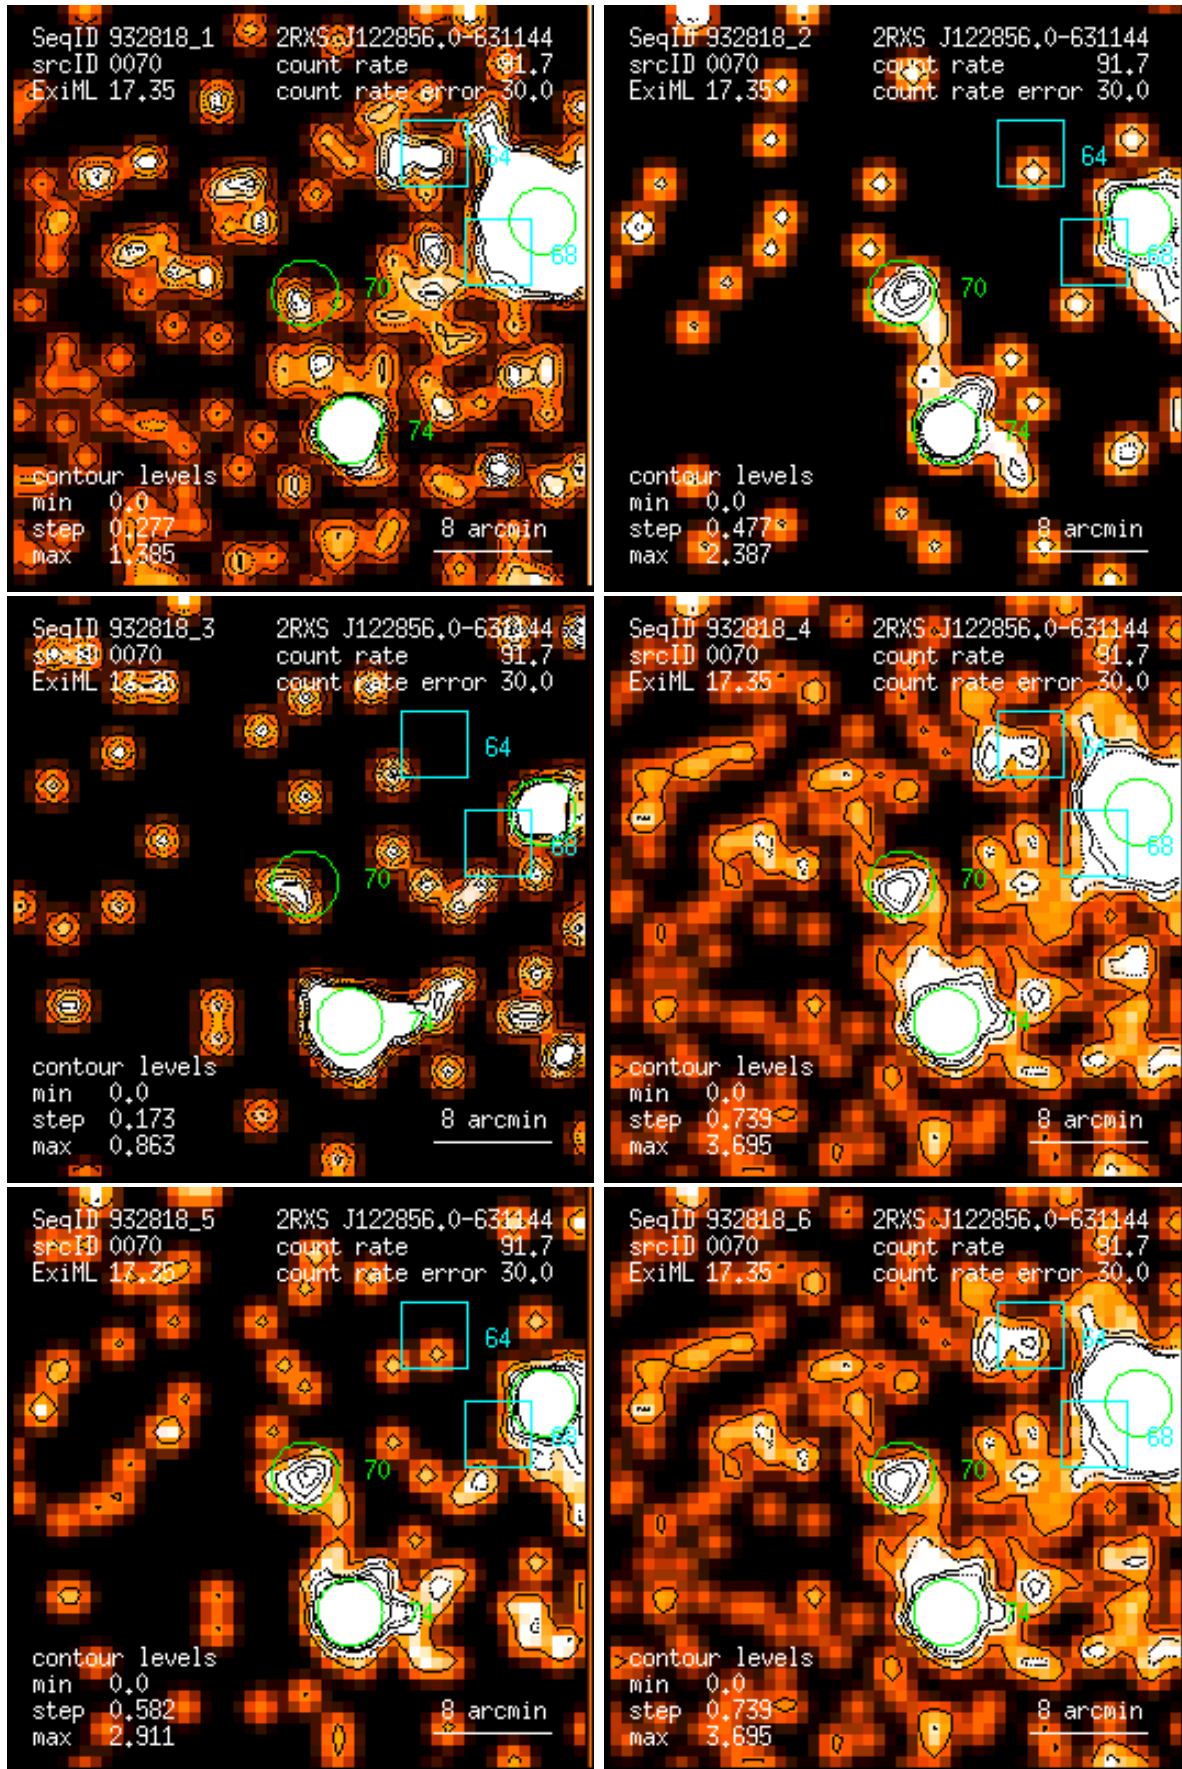 SeqID 932818_1 2RXS J122856.0-631144
srcID 0070 count rate 91.7
ExiML 17.35 count rate error 30.0
64
68
70
74
contour levels
min 0.0
step 0.277 8 arcmin
max 1.385
SeqID 932818_2 2RXS J122856.0-631144
srcID 0070 count rate 91.7
ExiML 17.35 count rate error 30.0
64
68
70
74
contour levels
min 0.0
step 0.477 8 arcmin
max 2.387
SeqID 932818_3 2RXS J122856.0-631144
srcID 0070 count rate 91.7
ExiML 17.35 count rate error 30.0
64
68
70
74
contour levels
min 0.0
step 0.173 8 arcmin
max 0.863
SeqID 932818_4 2RXS J122856.0-631144
srcID 0070 count rate 91.7
ExiML 17.35 count rate error 30.0
64
68
70
74
contour levels
min 0.0
step 0.739 8 arcmin
max 3.695
SeqID 932818_5 2RXS J122856.0-631144
srcID 0070 count rate 91.7
ExiML 17.35 count rate error 30.0
64
68
70
74
contour levels
min 0.0
step 0.582 8 arcmin
max 2.911
SeqID 932818_6 2RXS J122856.0-631144
srcID 0070 count rate 91.7
ExiML 17.35 count rate error 30.0
64
68
70
74
contour levels
min 0.0
step 0.739 8 arcmin
max 3.695